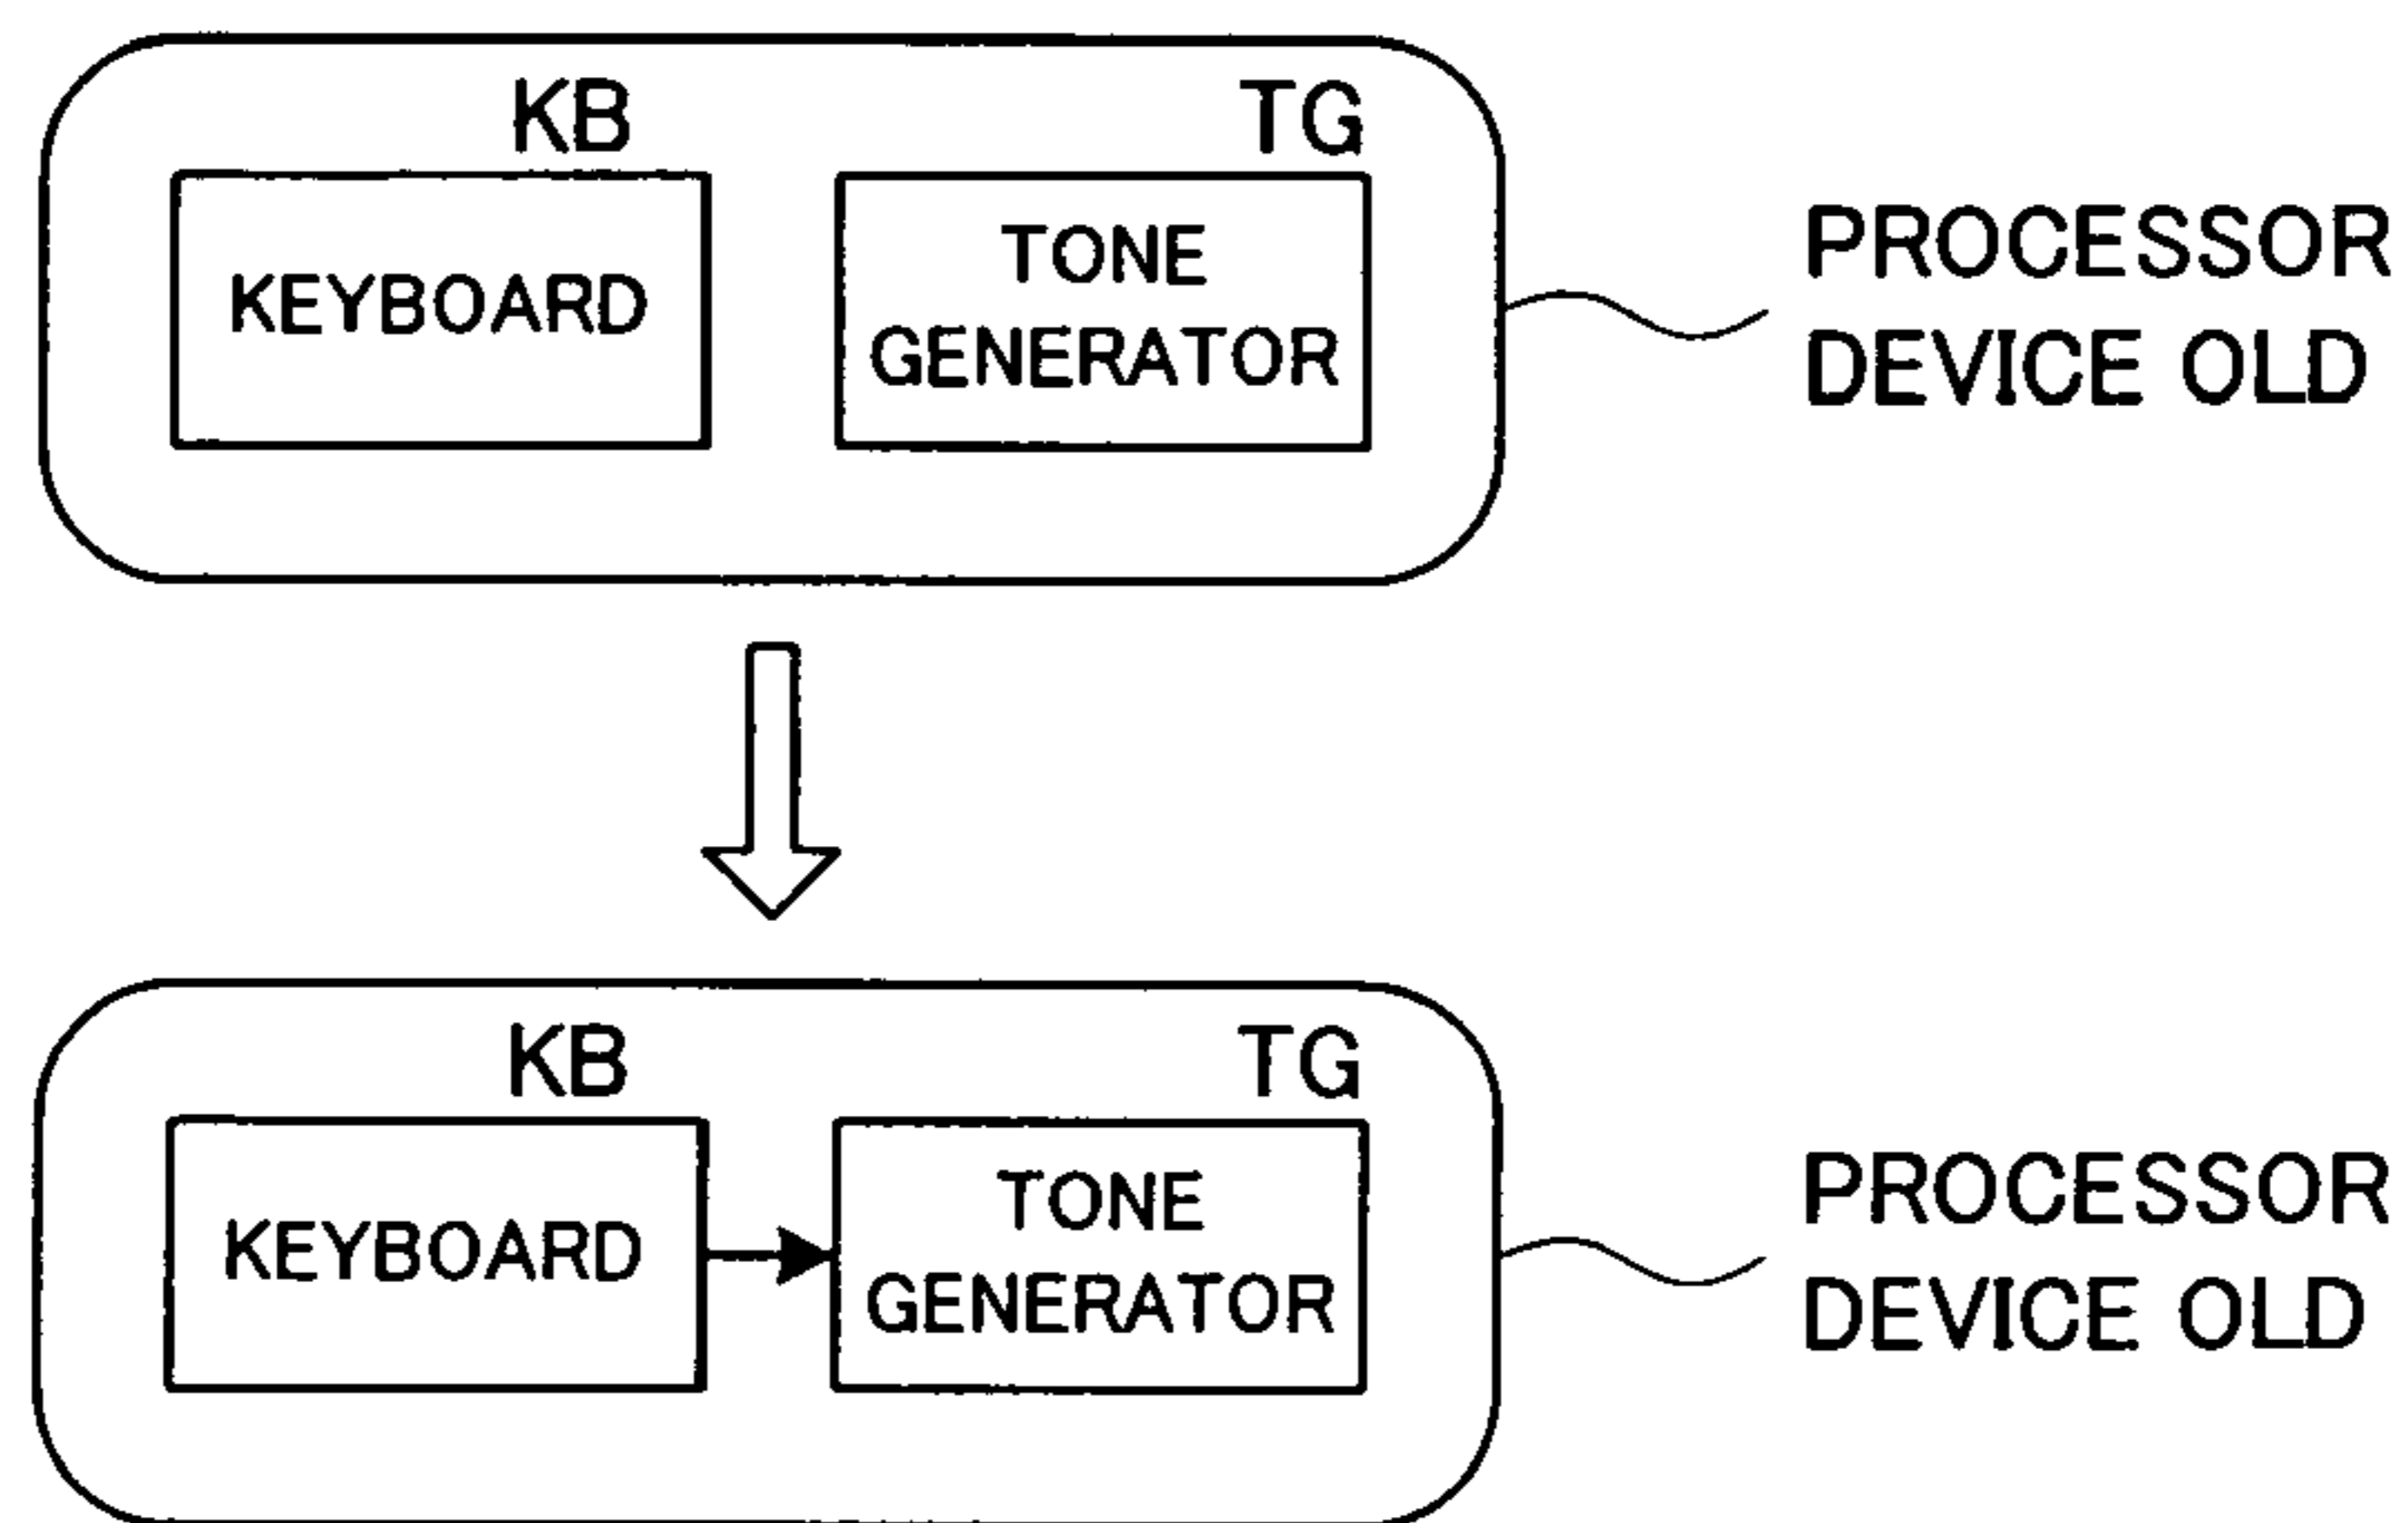 KB
TG
KEYBOARD
TONE
GENERATOR
PROCESSOR
DEVICE OLD
KB
TG
KEYBOARD
TONE
GENERATOR
PROCESSOR
DEVICE OLD